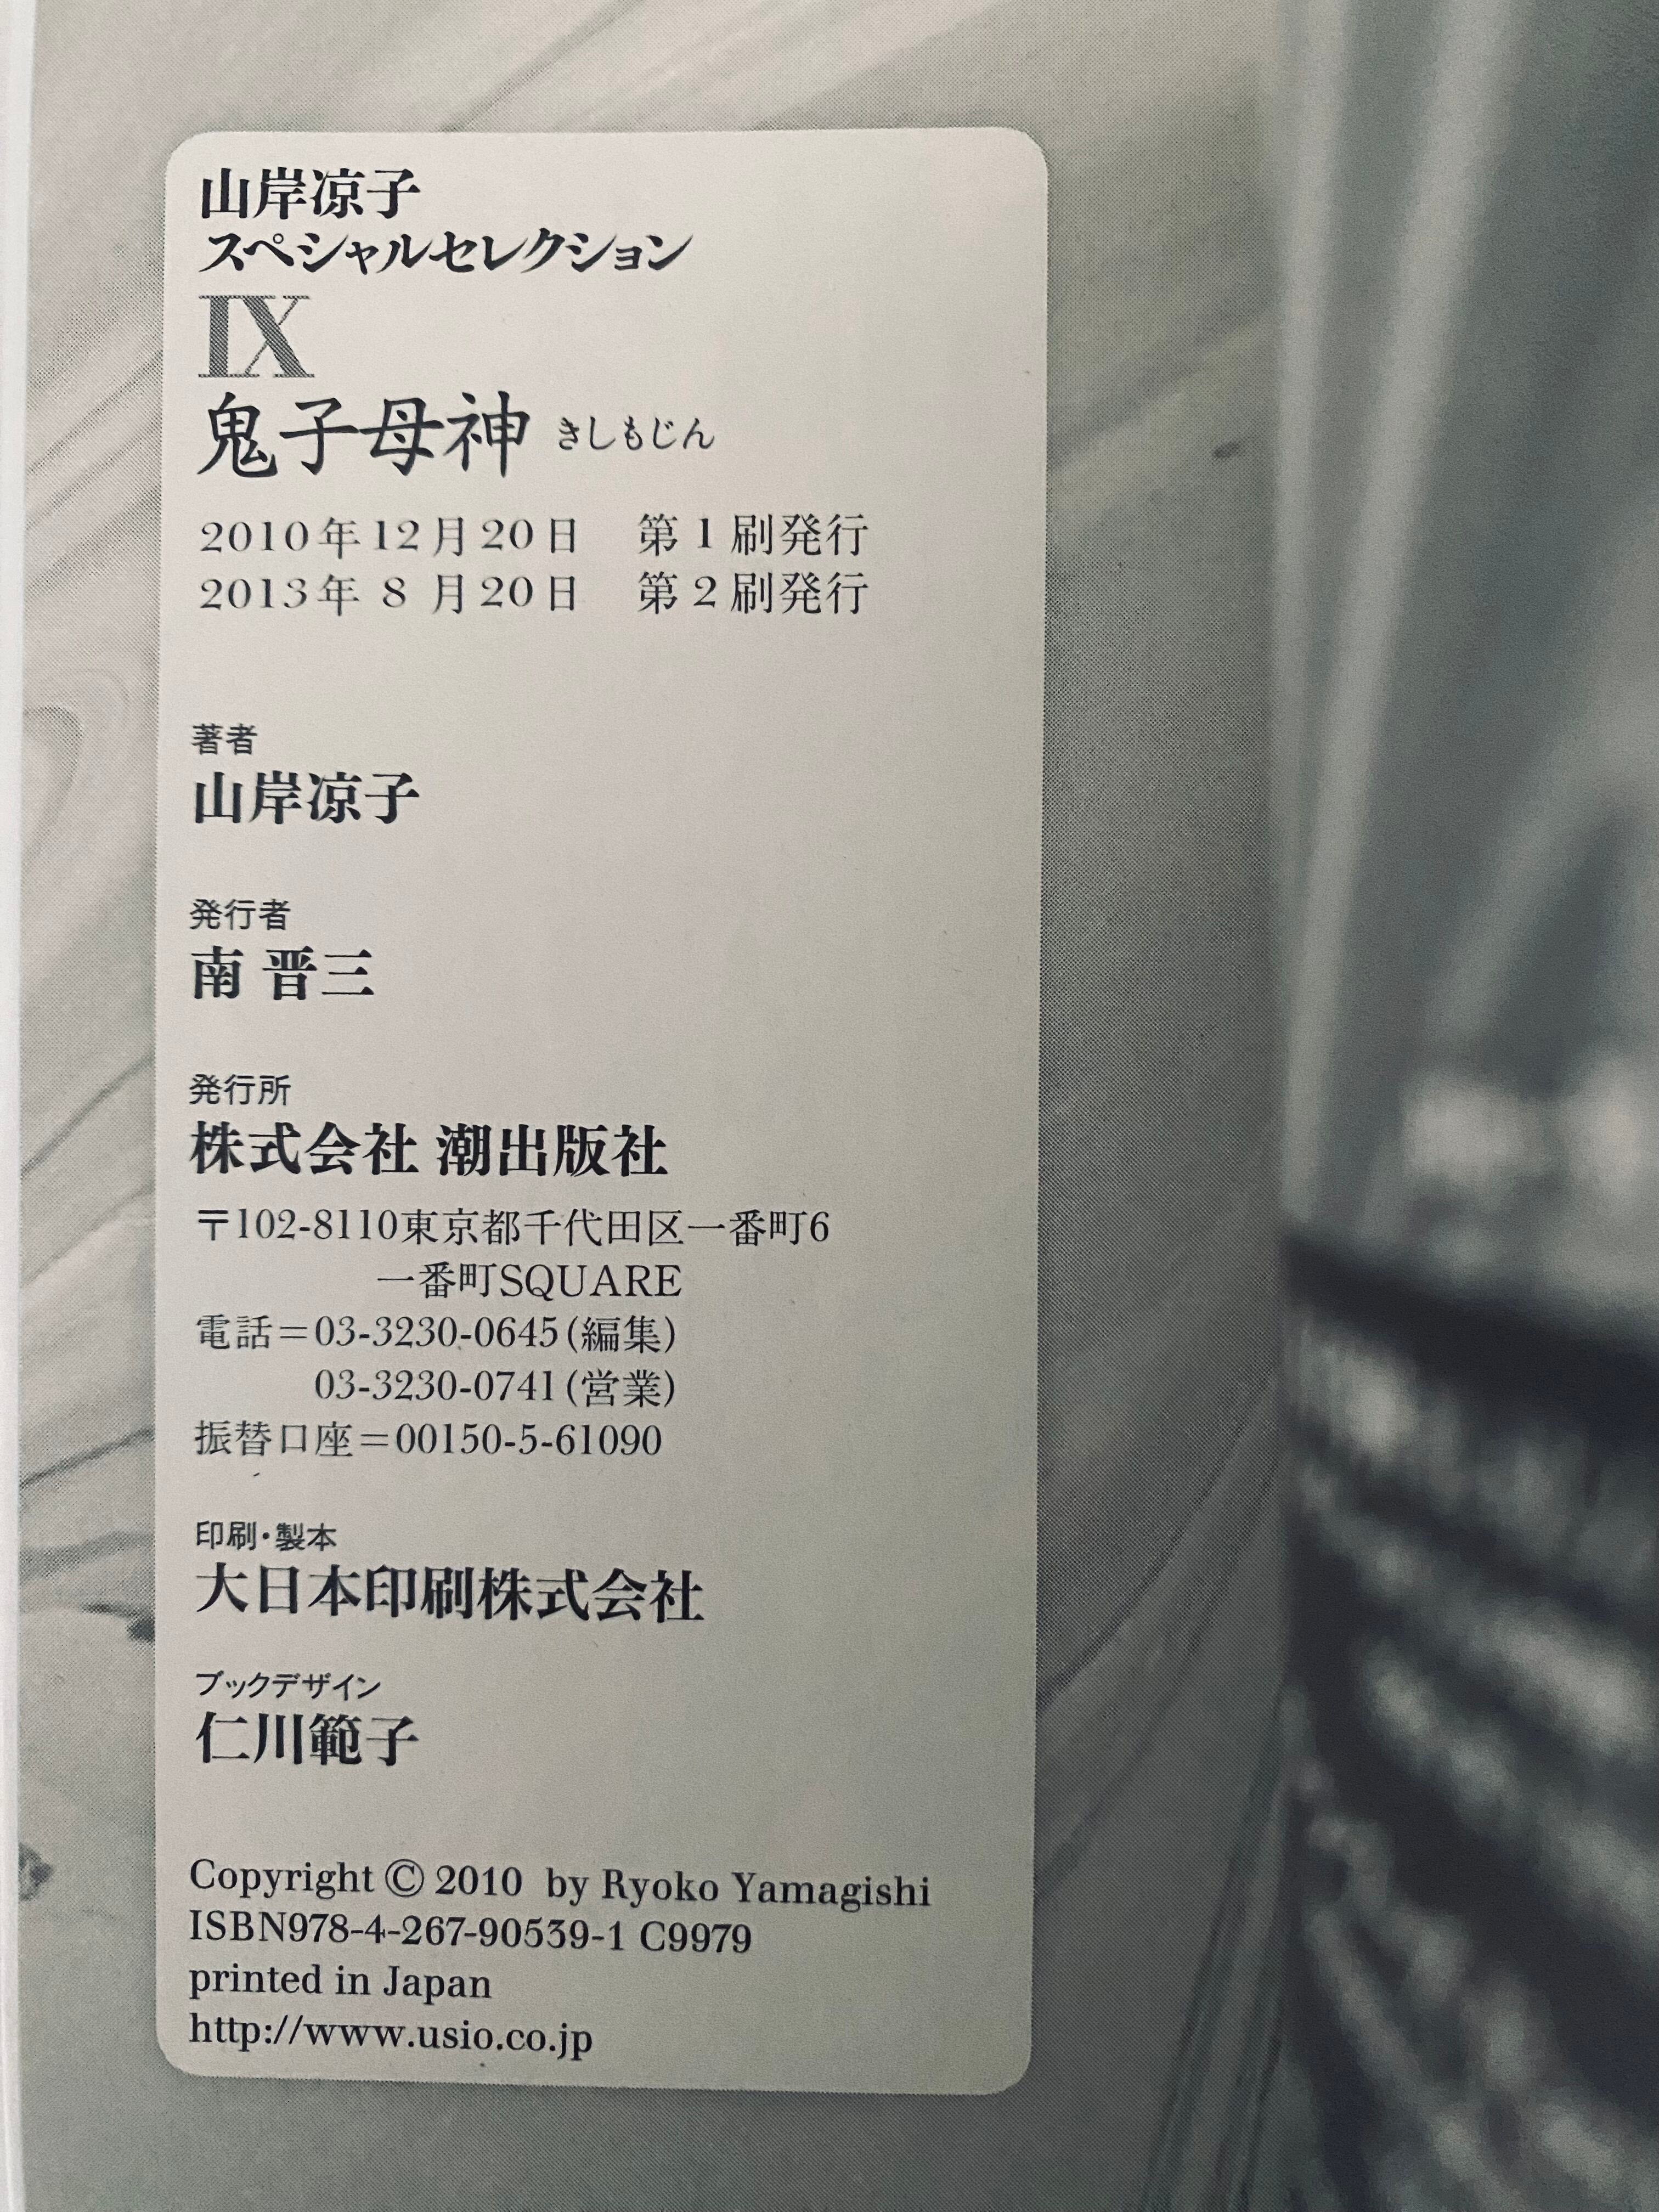 山岸凉子
スペシャルセレクション
IX
鬼子母神 きしもじん
2010年12月20日 第1刷発行
2013年 8 月20日 第2刷発行
著者
山岸凉子
発行者
南 晋三
発行所
株式会社 潮出版社
〒102-8110東京都千代田区一番町6
一番町SQUARE
電話＝03-3230-0645(編集)
03-3230-0741(営業)
振替口座＝00150-5-61090
印刷・製本
大日本印刷株式会社
ブックデザイン
仁川範子
Copyright © 2010 by Ryoko Yamagishi
ISBN978-4-267-90539-1 C9979
printed in Japan
http://www.usio.co.jp